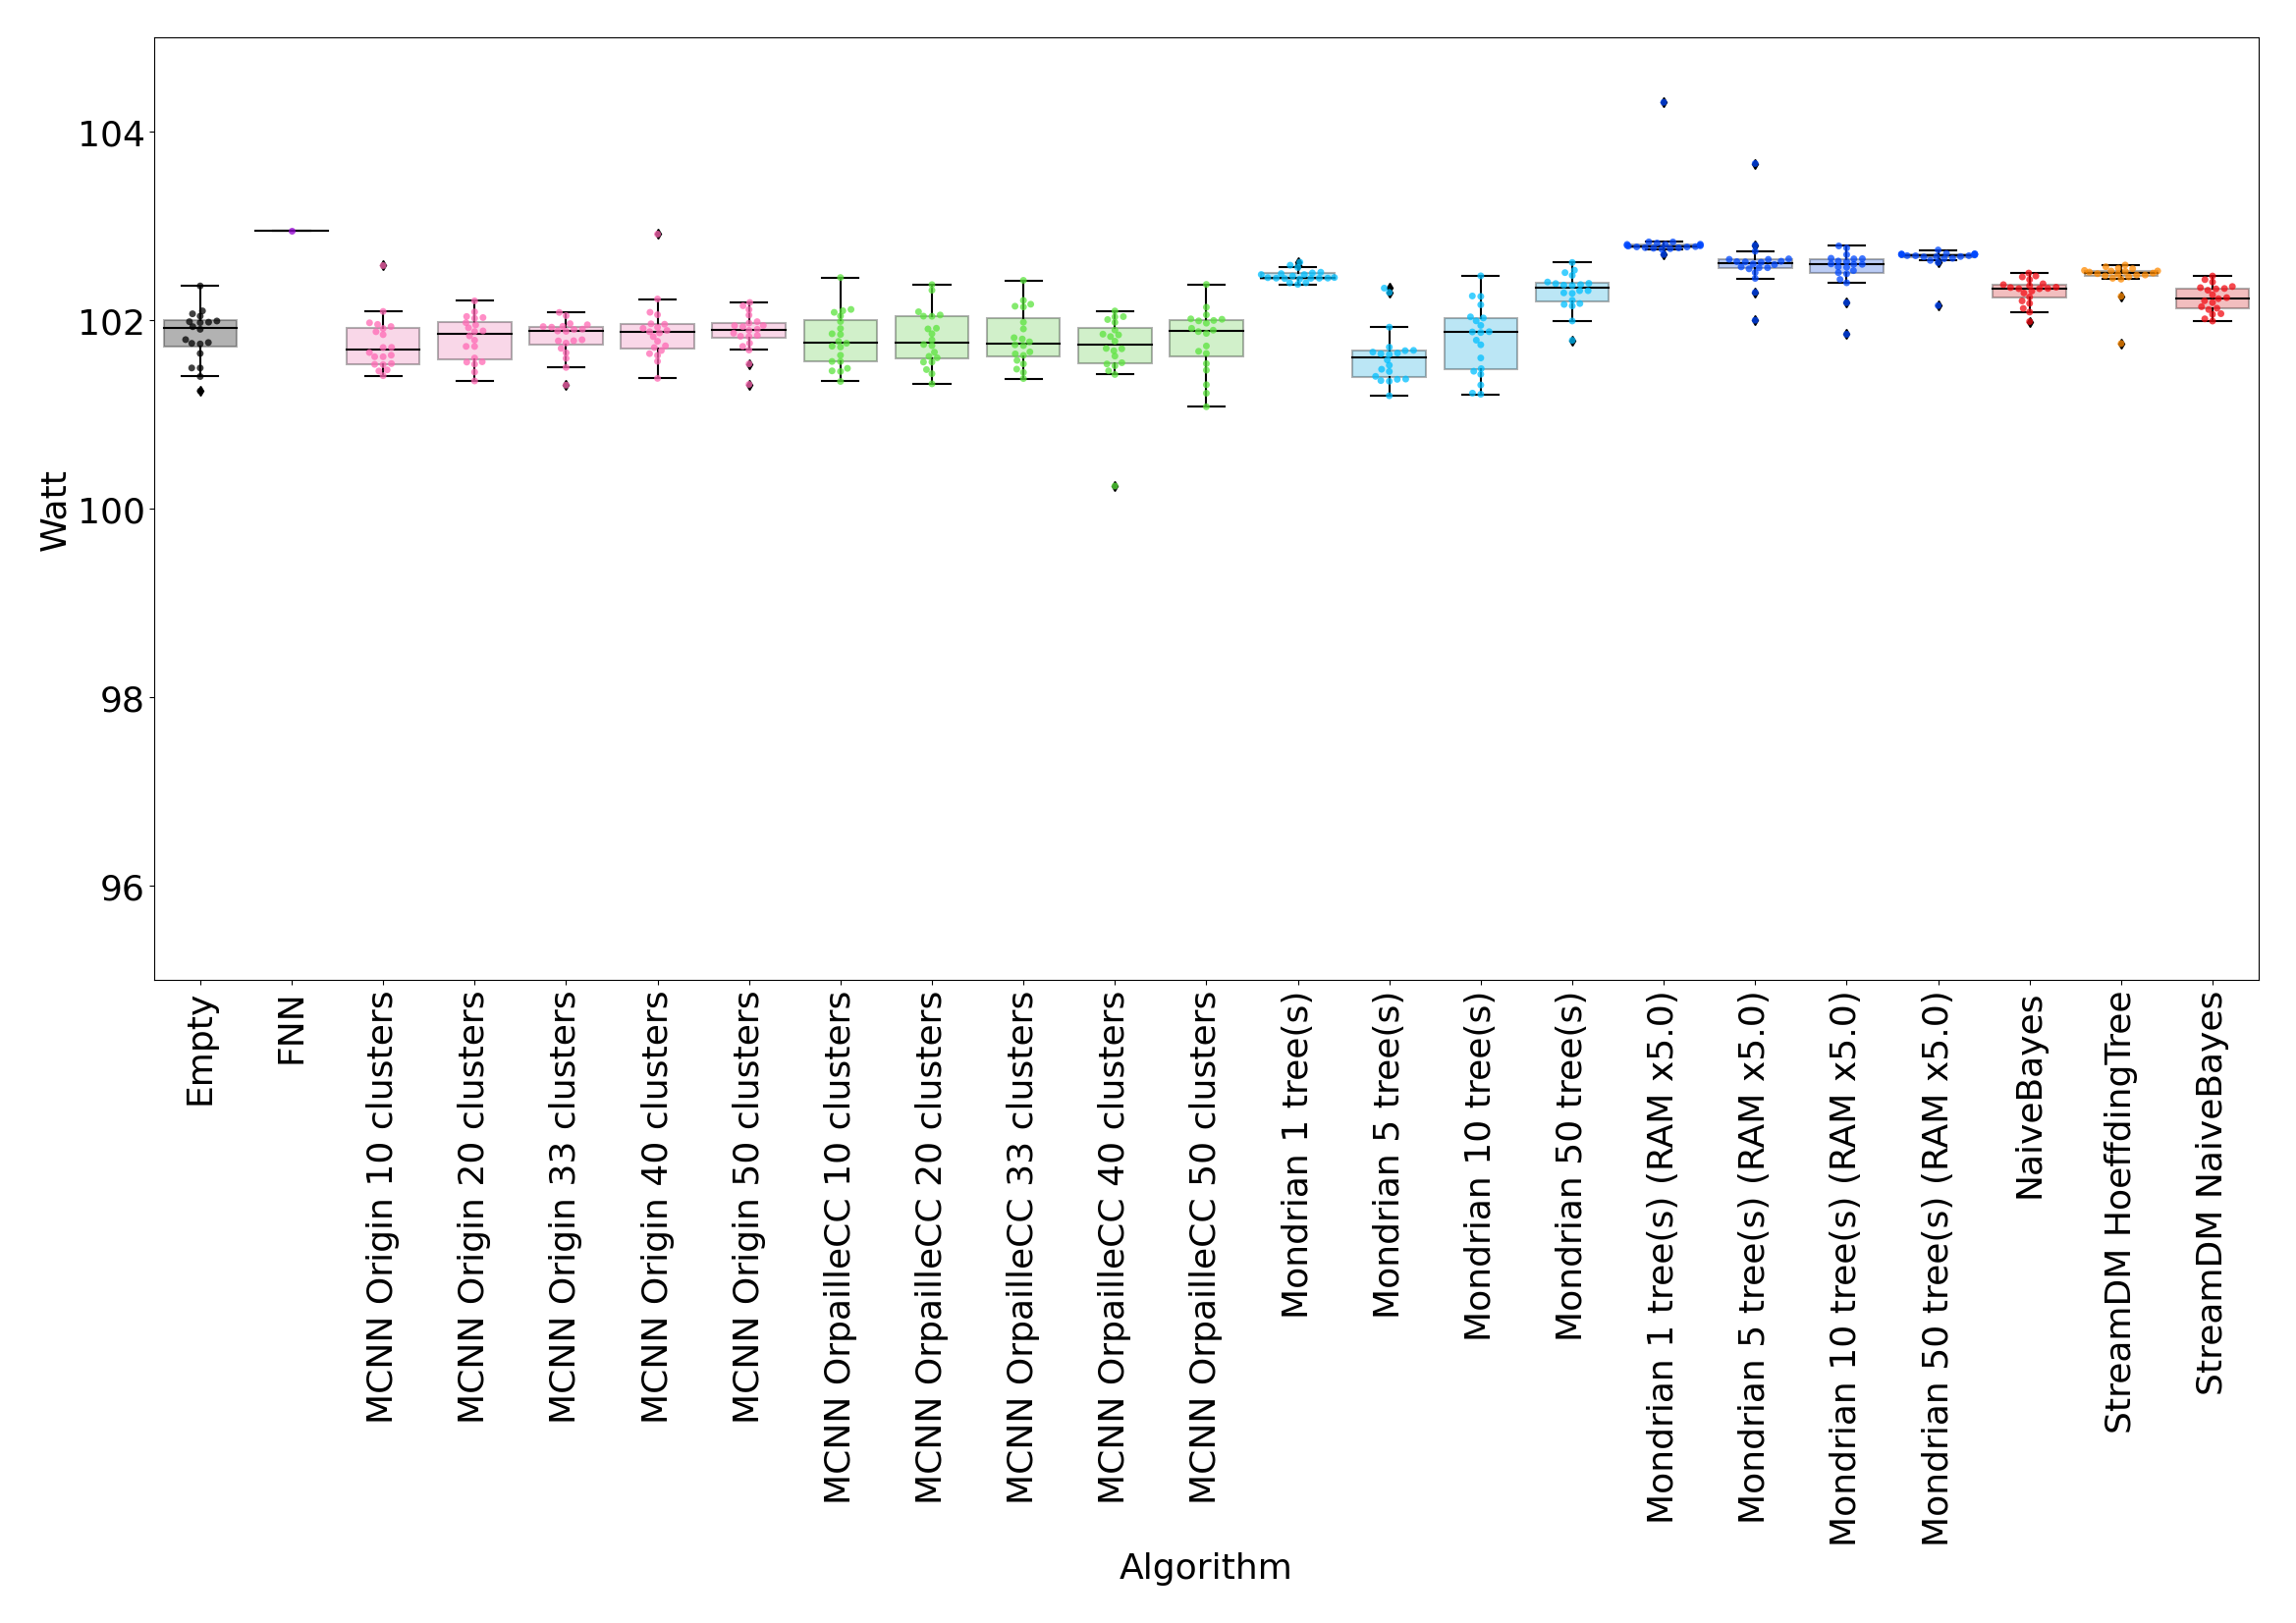 104
102
100
98
96
Watt
Empty
FNN
MCNN Origin 10 clusters
MCNN Origin 20 clusters
MCNN Origin 33 clusters
MCNN Origin 40 clusters
MCNN Origin 50 clusters
MCNN OrpailleCC 10 clusters
MCNN OrpailleCC 20 clusters
MCNN OrpailleCC 33 clusters
MCNN OrpailleCC 40 clusters
MCNN OrpailleCC 50 clusters
Mondrian 1 tree(s)
Mondrian 5 tree(s)
Mondrian 10 tree(s)
Mondrian 50 tree(s)
Mondrian 1 tree(s) (RAM x5.0)
Mondrian 5 tree(s) (RAM x5.0)
Mondrian 10 tree(s) (RAM x5.0)
Mondrian 50 tree(s) (RAM x5.0)
NaiveBayes
StreamDM HoeffdingTree
StreamDM NaiveBayes
Algorithm